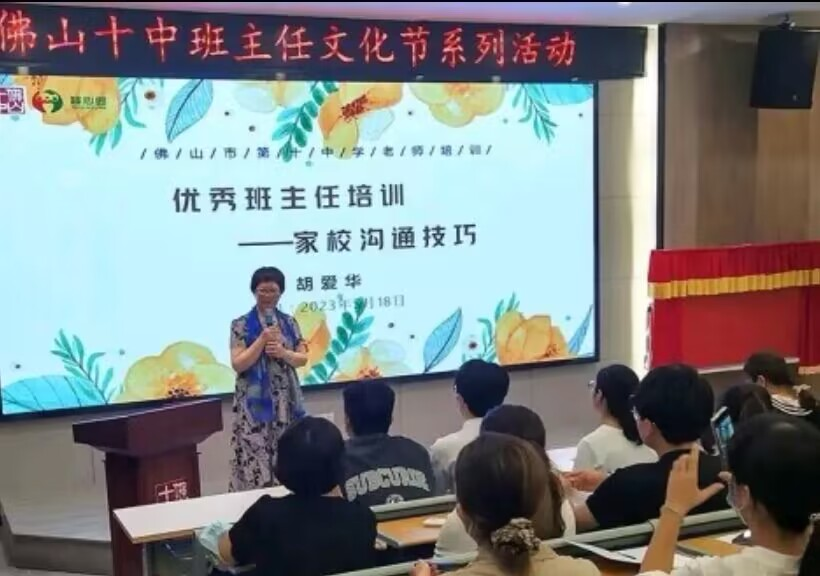 佛山十中班主任文化节系列活动
/佛/山/市/第/十/中/学/老/师/培/训/
优秀班主任培训
——家校沟通技巧
胡爱华
SUBCURION